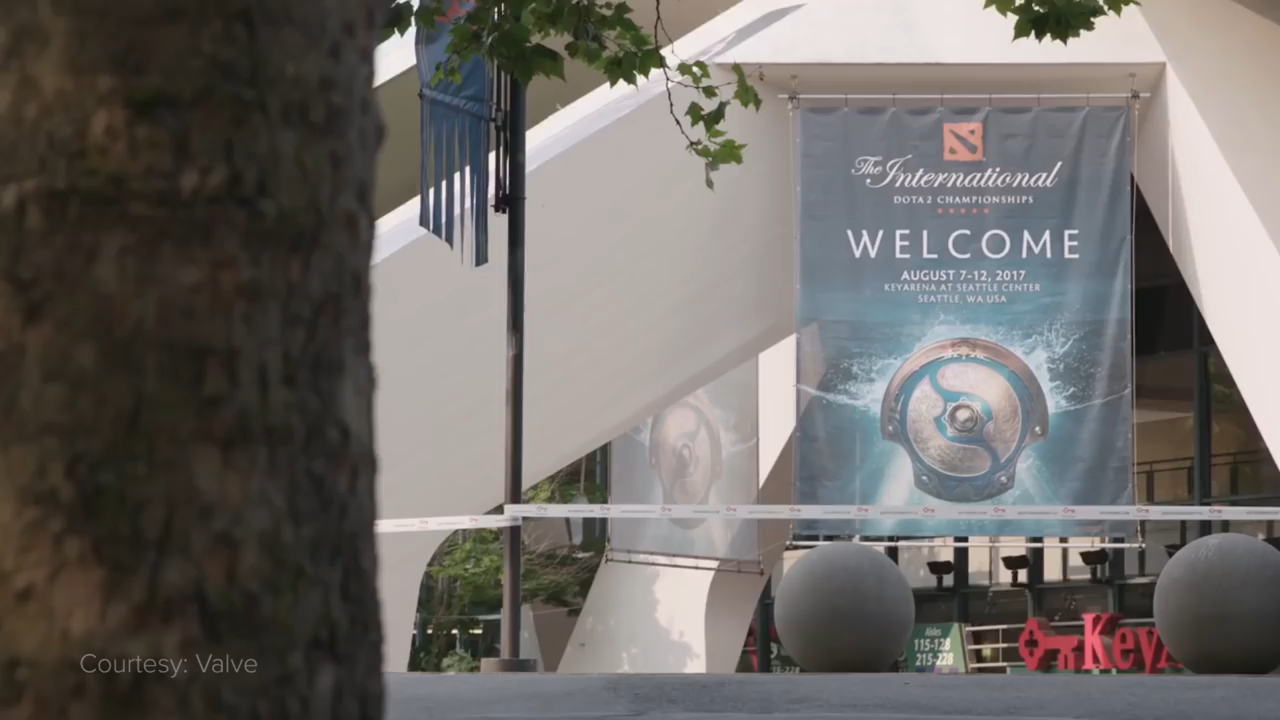 The International
DOTA 2 CHAMPIONSHIPS
WELCOME
AUGUST 7-12, 2017
KEYARENA AT SEATTLE CENTER
SEATTLE, WA USA
Aisles
115-128
215-228
Key
Courtesy: Valve